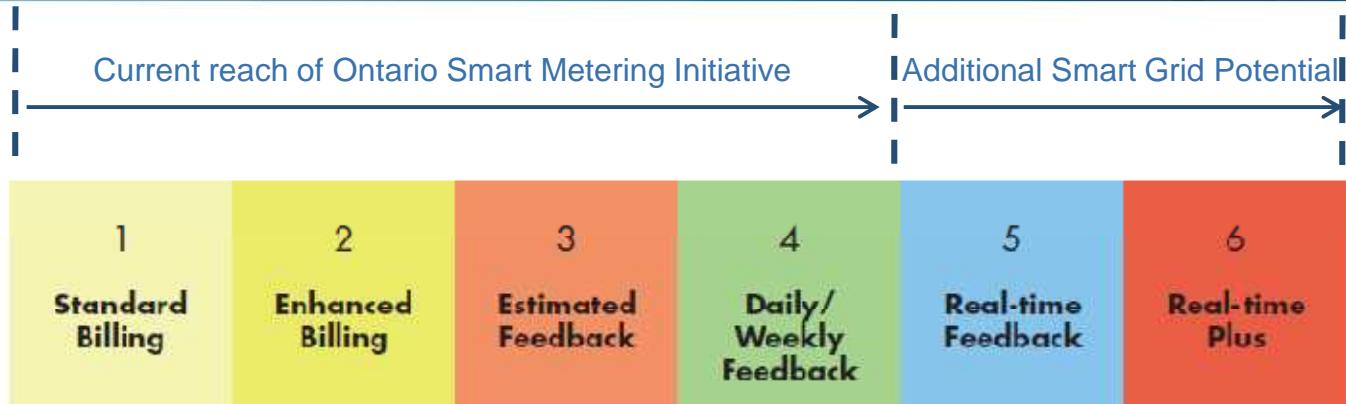 Current reach of Ontario Smart Metering Initiative
Additional Smart Grid Potential
1
Standard
Billing
2
Enhanced
Billing
3
Estimated
Feedback
4
Daily/
Weekly
Feedback
5
Real-time
Feedback
6
Real-time
Plus